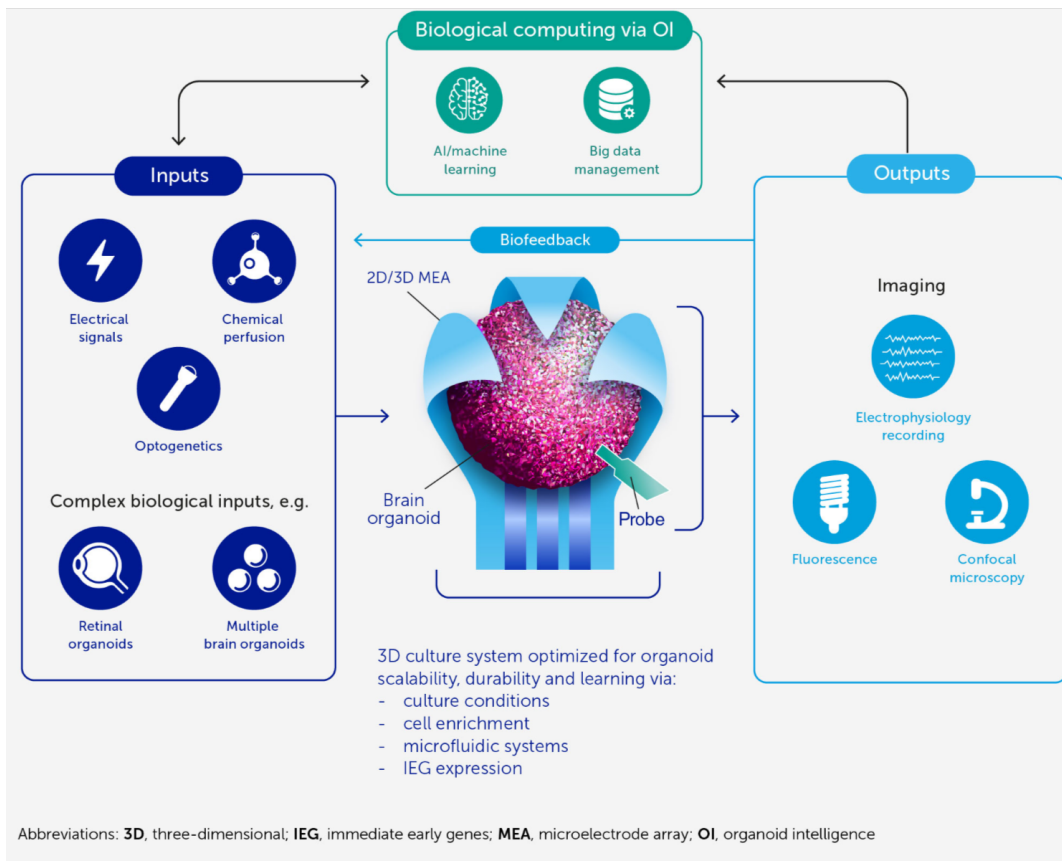 Biological computing via OI
AI/machine
learning
Big data
management
Inputs
Electrical
signals
Chemical
perfusion
Optogenetics
Complex biological inputs, e.g.
Retinal
organoids
Multiple
brain organoids
Biofeedback
2D/3D MEA
Brain
organoid
Probe
3D culture system optimized for organoid
scalability, durability and learning via:
- culture conditions
- cell enrichment
- microfluidic systems
- IEG expression
Outputs
Imaging
Electrophysiology
recording
Fluorescence
Confocal
microscopy
Abbreviations: 3D, three-dimensional; IEG, immediate early genes; MEA, microelectrode array; OI, organoid intelligence